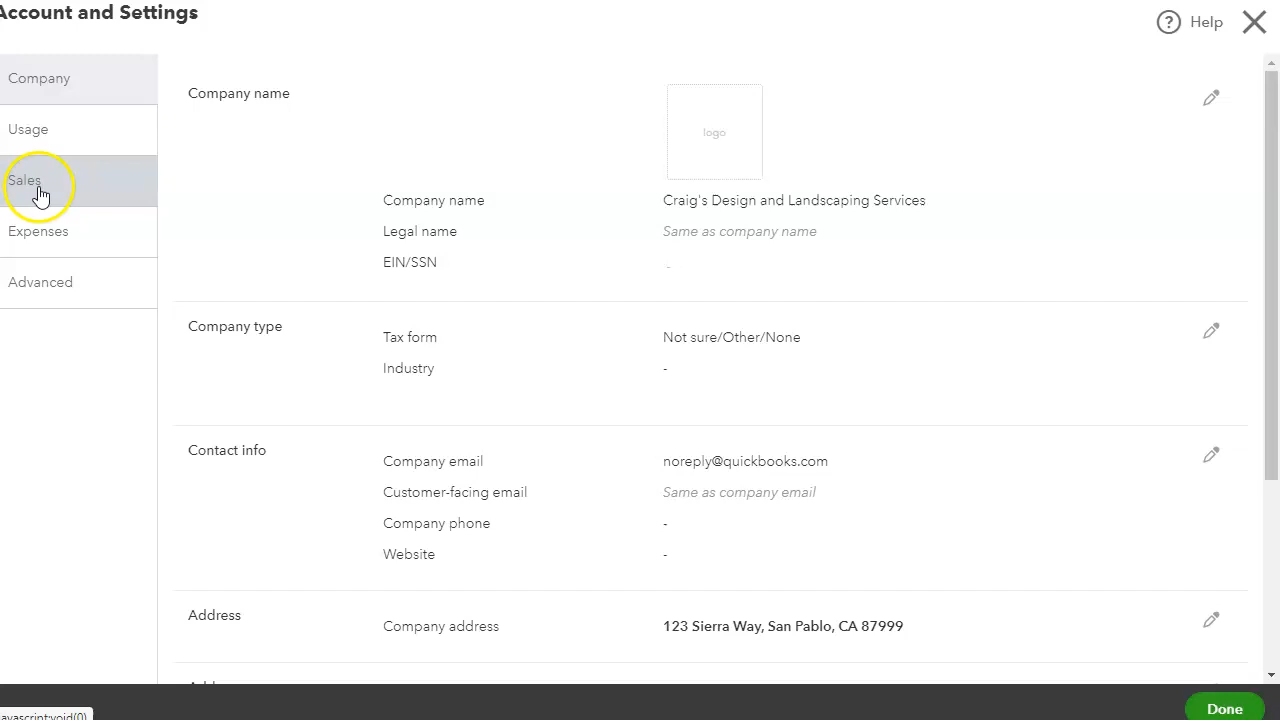 Account and Settings
Help
Company
Usage
Sales
Expenses
Advanced
Company name
logo
Company name Craig's Design and Landscaping Services
Legal name Same as company name
EIN/SSN -
Company type
Tax form Not sure/Other/None
Industry -
Contact info
Company email noreply@quickbooks.com
Customer-facing email Same as company email
Company phone -
Website -
Address
Company address 123 Sierra Way, San Pablo, CA 87999
Done